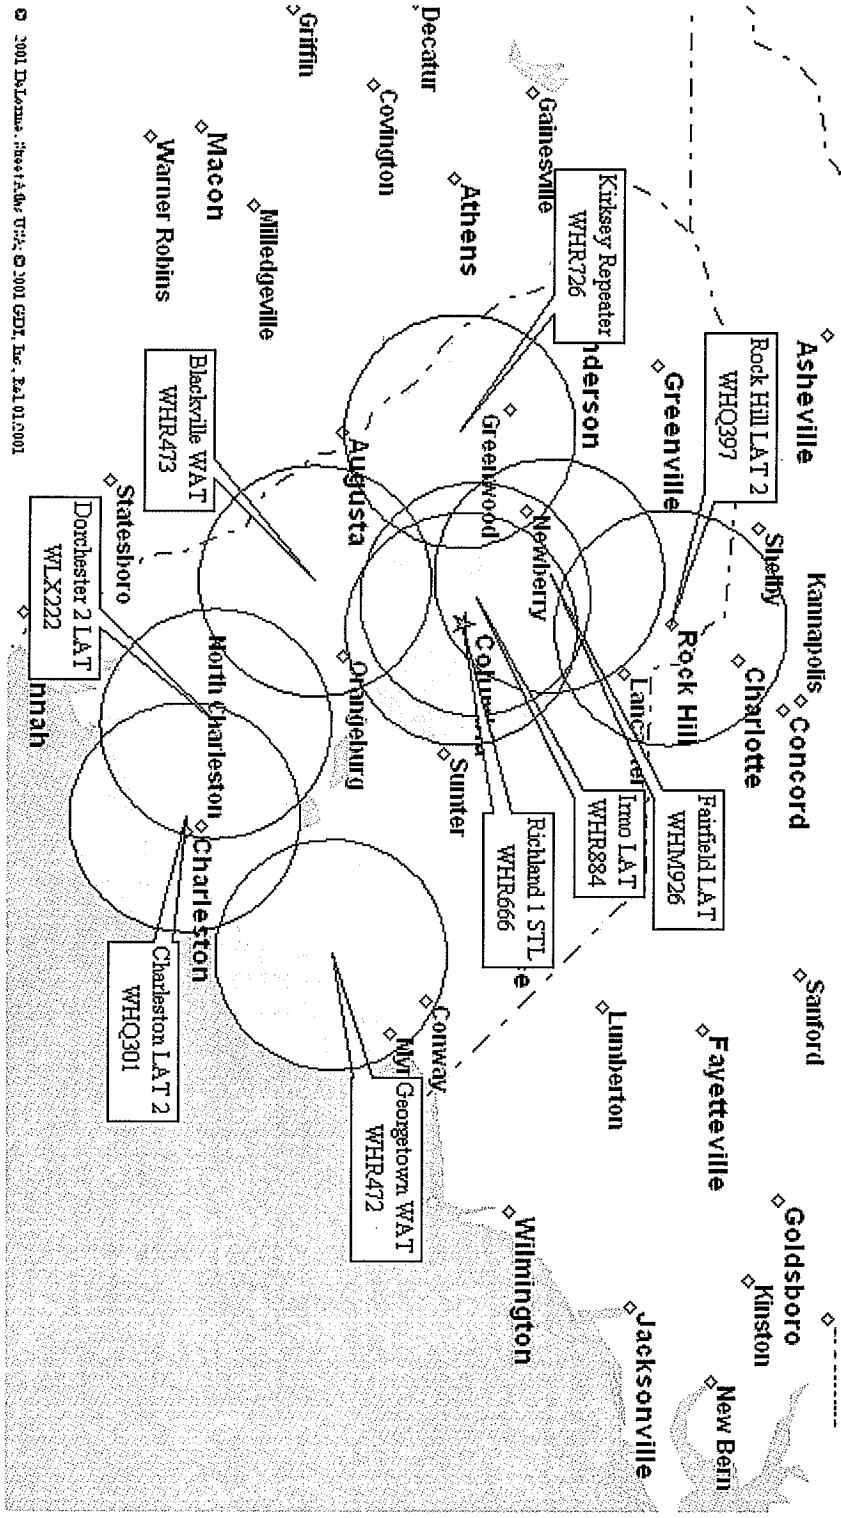 Asheville
Kannapolis
Concord
Sanford
Goldsboro
Shelby
Charlotte
Kinston
Rock Hill LAT 2
WHQ397
Fayetteville
New Bern
Greenville
Rock Hill
Fairfield LAT
WHM926
Lumberton
Jacksonville
Kirksey Repeater
WHR726
nderson
Irmo LAT
WHR884
Gainesville
Newberry
Richland 1 STL
WHR666
e
Wilmington
Athens
Greenwood
Sumter
Conway
Decatur
Covington
Augusta
Orangeburg
Myr
Georgetown WAT
WHR472
Griffin
Milledgeville
Macon
Warner Robins
Blackville WAT
WHR473
North Charleston
Charleston
Statesboro
Charleston LAT 2
WHQ301
Dorchester 2 LAT
WLX222
nnah
© 2001 DeLorme. Street Atlas USA; © 2001 GDT, Inc., Rel.